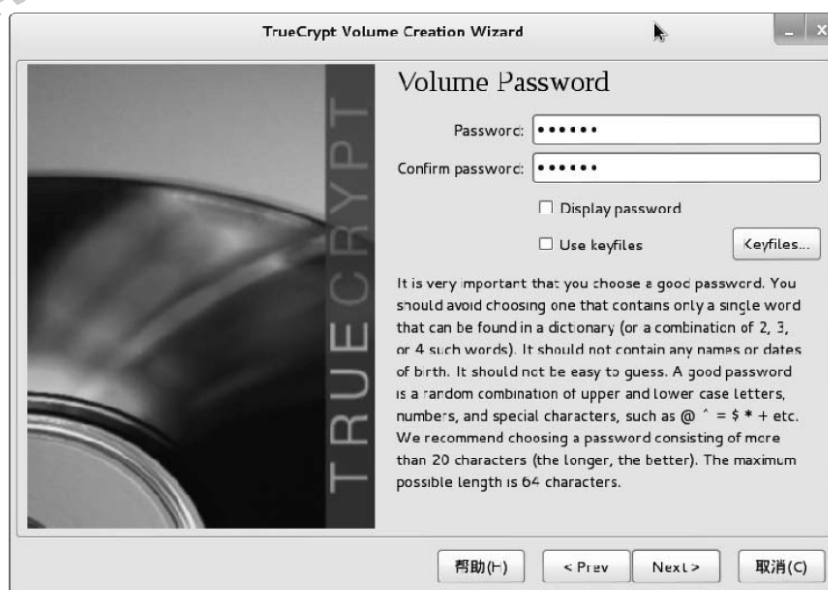 TrueCrypt Volume Creation Wizard
Volume Password
Password:
Confirm password:
Display password
Use keyfiles
Keyfiles...
It is very important that you choose a good password. You
should avoid choosing one that contains only a single word
that can be found in a dictionary (or a combination of 2, 3,
or 4 such words). It should not contain any names or dates
of birth. It should not be easy to guess. A good password
is a random combination of upper and lower case letters,
numbers, and special characters, such as @ ^ = $ * + etc.
We recommend choosing a password consisting of more
than 20 characters (the longer, the better). The maximum
possible length is 64 characters.
TRUECRYPT
帮助(H)
< Prev
Next >
取消(C)